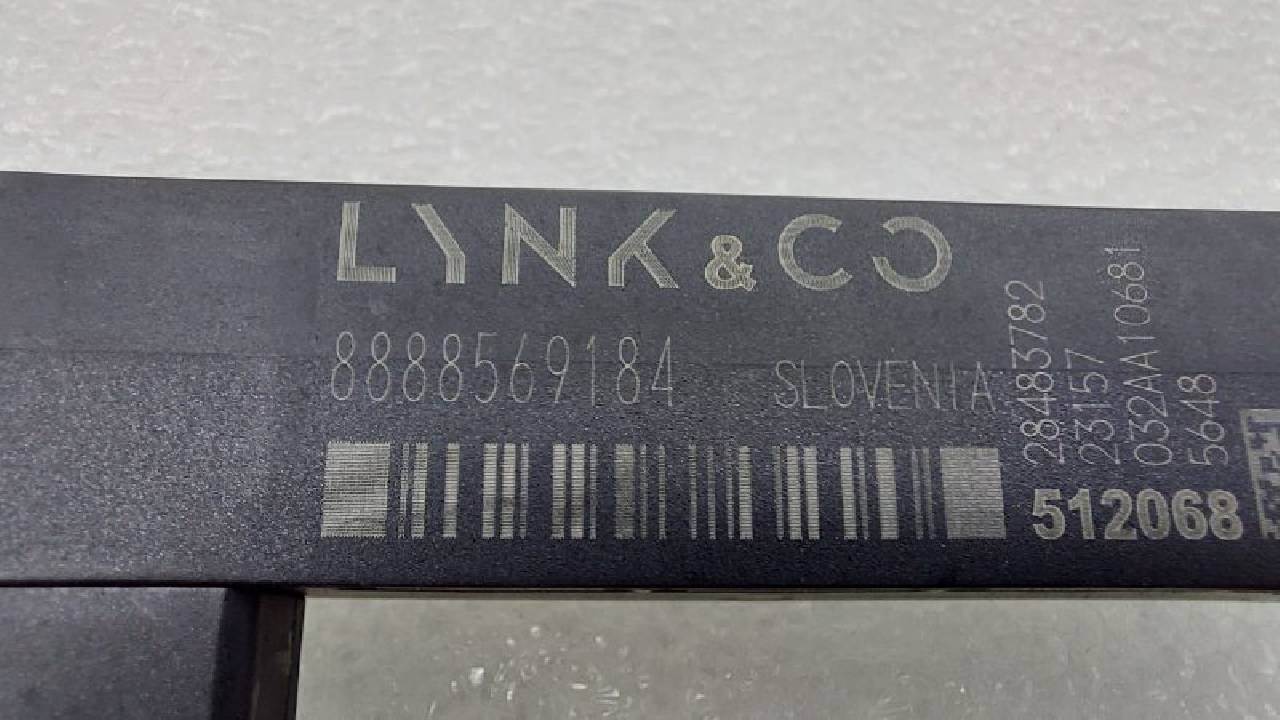 LYNK & CO
8888569184 SLOVENIA
28483782
23157
032AA10681
5648
512068